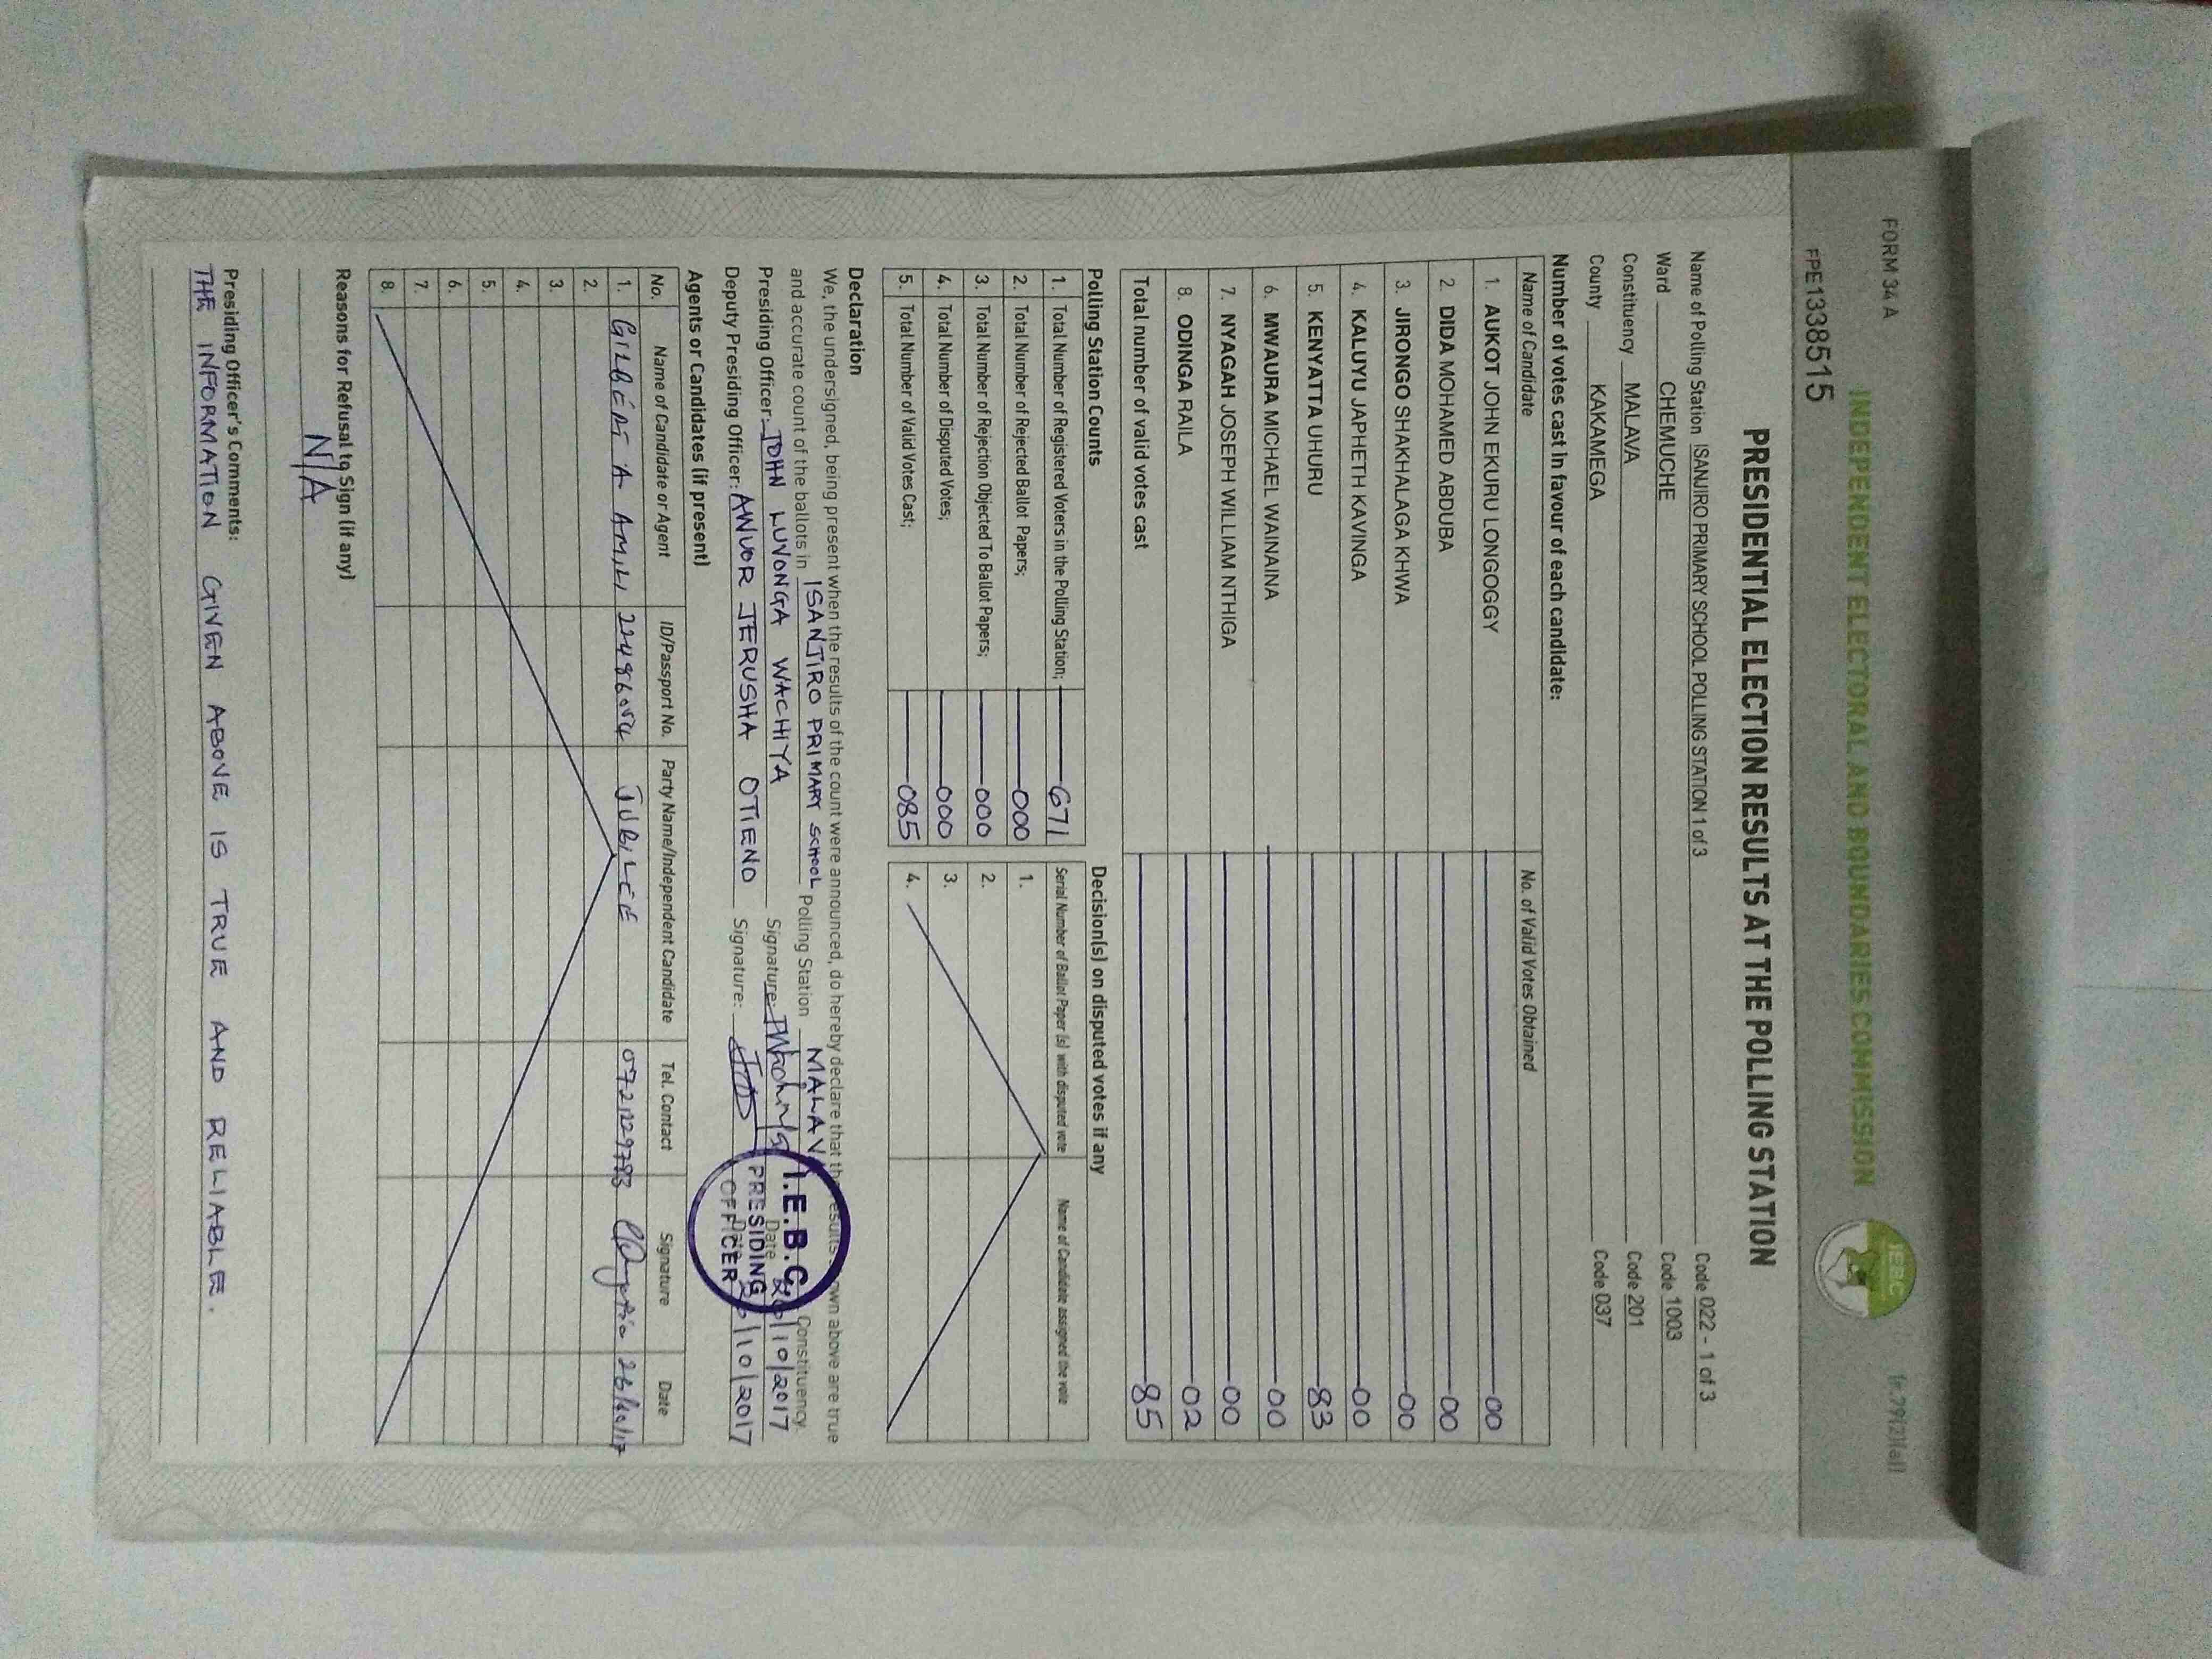 FORM 34 A
INDEPENDENT ELECTORAL AND BOUNDARIES COMMISSION
IEBC
(r.79(2)(a))
FPE1338515
PRESIDENTIAL ELECTION RESULTS AT THE POLLING STATION
Name of Polling Station ISANJIRO PRIMARY SCHOOL POLLING STATION 1 of 3 Code 022 - 1 of 3
Ward CHEMUCHE Code 1003
Constituency MALAVA Code 201
County KAKAMEGA Code 037
Number of votes cast in favour of each candidate:
Name of Candidate No. of Valid Votes Obtained
1. AUKOT JOHN EKURU LONGOGGY 00
2. DIDA MOHAMED ABDUBA 00
3. JIRONGO SHAKHALAGA KHWA 00
4. KALUYU JAPHETH KAVINGA 00
5. KENYATTA UHURU 83
6. MWAURA MICHAEL WAINAINA 00
7. NYAGAH JOSEPH WILLIAM NTHIGA 00
8. ODINGA RAILA 02
Total number of valid votes cast 85
Polling Station Counts
1. Total Number of Registered Voters in the Polling Station; 671
2. Total Number of Rejected Ballot Papers; 000
3. Total Number of Rejection Objected To Ballot Papers; 000
4. Total Number of Disputed Votes; 000
5. Total Number of Valid Votes Cast; 085
Decision(s) on disputed votes if any
Serial Number of Ballot Paper (s) with disputed vote Name of Candidate assigned the vote
1.
2.
3.
4.
Declaration
We, the undersigned, being present when the results of the count were announced, do hereby declare that the results shown above are true
and accurate count of the ballots in ISANJIRO PRIMARY SCHOOL Polling Station MALAVA Constituency.
Presiding Officer: JOHN LUVONGA WACHIYA Signature: Date 26/10/2017
Deputy Presiding Officer: AWUOR JERUSHA OTIENO Signature: Date 26/10/2017
I.E.B.C
PRESIDING
OFFICER
Agents or Candidates (if present)
No. Name of Candidate or Agent ID/Passport No. Party Name/Independent Candidate Tel. Contact Signature Date
1. GILBERT A AMILI JUBILEE 26/10/17
2.
3.
4.
5.
6.
7.
8.
Reasons for Refusal to Sign (if any)
N/A
Presiding Officer's Comments:
THE INFORMATION GIVEN ABOVE IS TRUE AND RELIABLE.